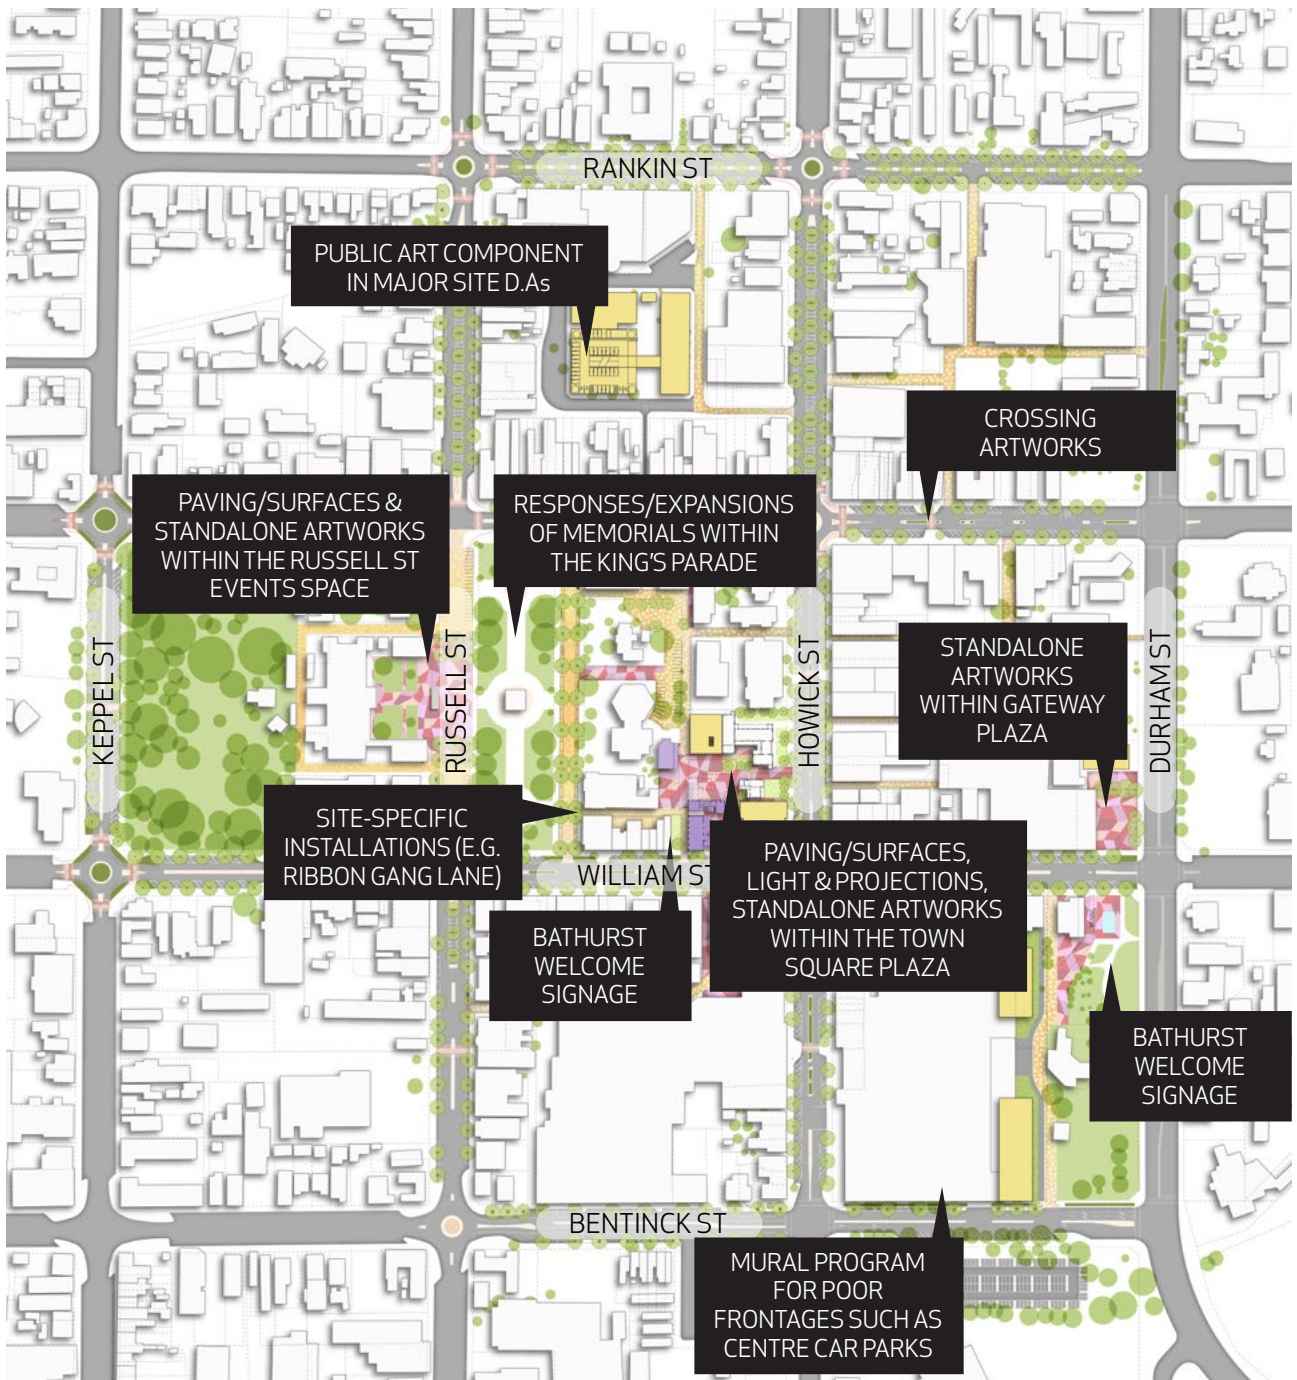 RANKIN ST
PUBLIC ART COMPONENT
IN MAJOR SITE D.As
CROSSING
ARTWORKS
PAVING/SURFACES &
STANDALONE ARTWORKS
WITHIN THE RUSSELL ST
EVENTS SPACE
RESPONSES/EXPANSIONS
OF MEMORIALS WITHIN
THE KING'S PARADE
KEPPEL ST
RUSSELL ST
HOWICK ST
DURHAM ST
STANDALONE
ARTWORKS
WITHIN GATEWAY
PLAZA
SITE-SPECIFIC
INSTALLATIONS (E.G.
RIBBON GANG LANE)
WILLIAM ST
PAVING/SURFACES,
LIGHT & PROJECTIONS,
STANDALONE ARTWORKS
WITHIN THE TOWN
SQUARE PLAZA
BATHURST
WELCOME
SIGNAGE
BATHURST
WELCOME
SIGNAGE
BENTINCK ST
MURAL PROGRAM
FOR POOR
FRONTAGES SUCH AS
CENTRE CAR PARKS